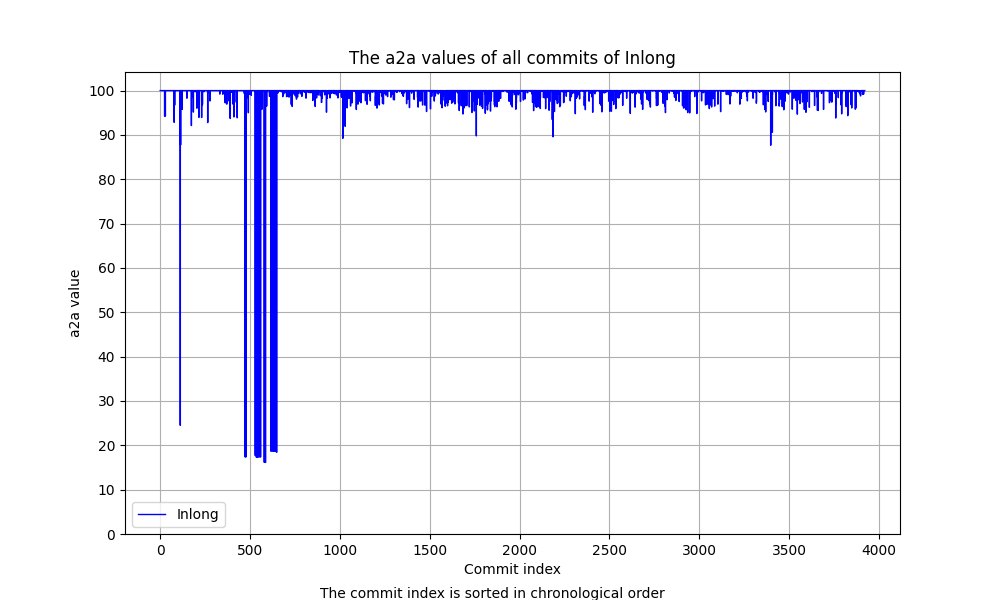 The a2a values of all commits of Inlong
100
90
80
70
60
50
40
30
20
10
0
a2a value
Inlong
0 500 1000 1500 2000 2500 3000 3500 4000
Commit index
The commit index is sorted in chronological order